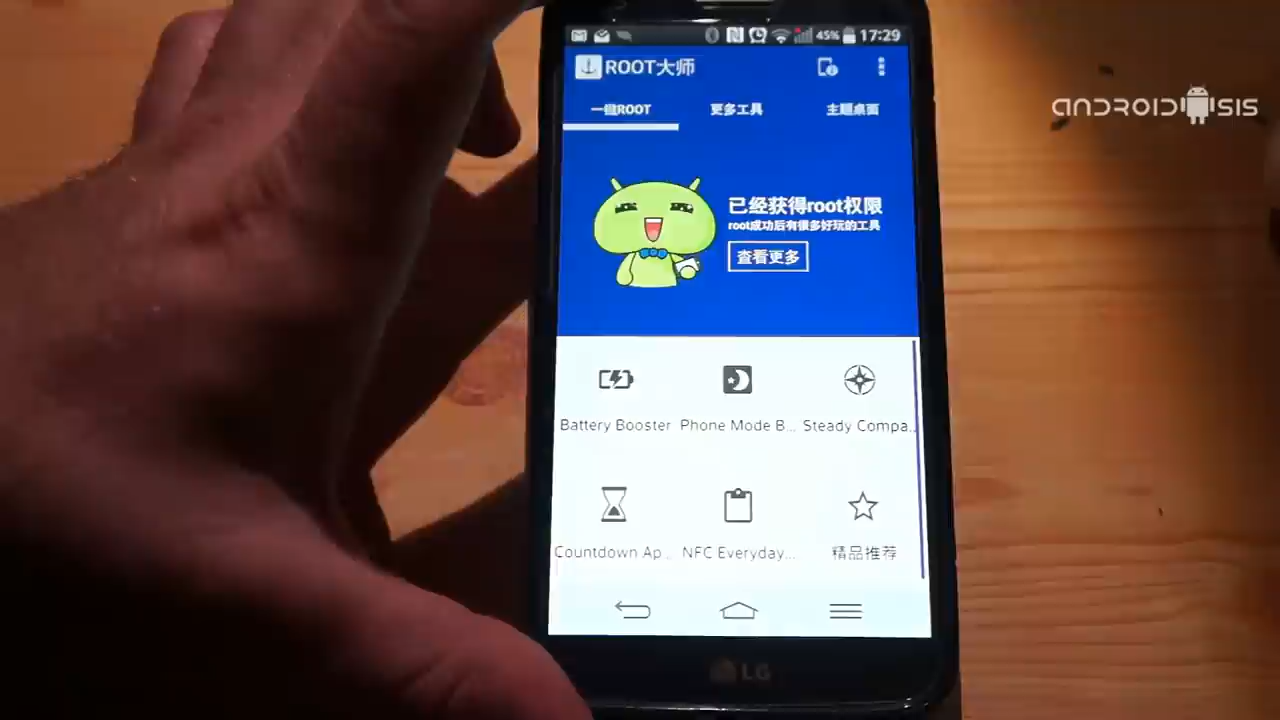 45% 17:29
ROOT大师
一键ROOT 更多工具 主题桌面
ANDROIDSIS
已经获得root权限
root成功后有很多好玩的工具
查看更多
Battery Booster Phone Mode B... Steady Compa...
Countdown Ap... NFC Everyday... 精品推荐
LG